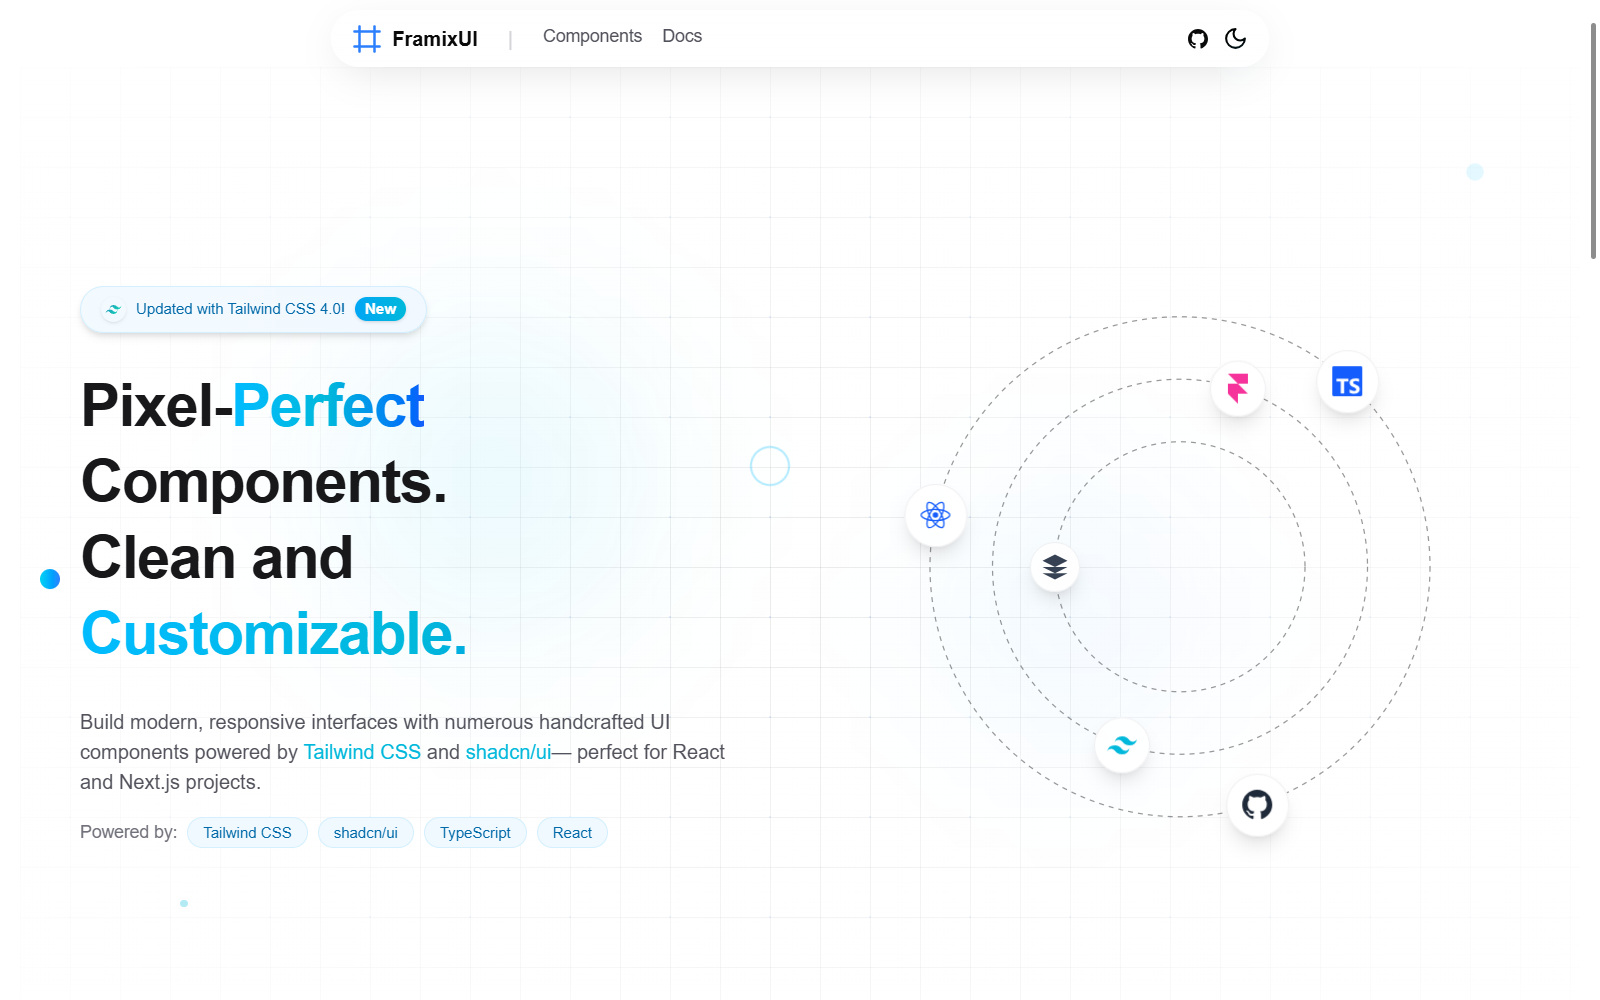 FramixUI | Components Docs
Updated with Tailwind CSS 4.0! New
Pixel-Perfect
Components.
Clean and
Customizable.
Build modern, responsive interfaces with numerous handcrafted UI
components powered by Tailwind CSS and shadcn/ui— perfect for React
and Next.js projects.
Powered by: Tailwind CSS shadcn/ui TypeScript React
TS